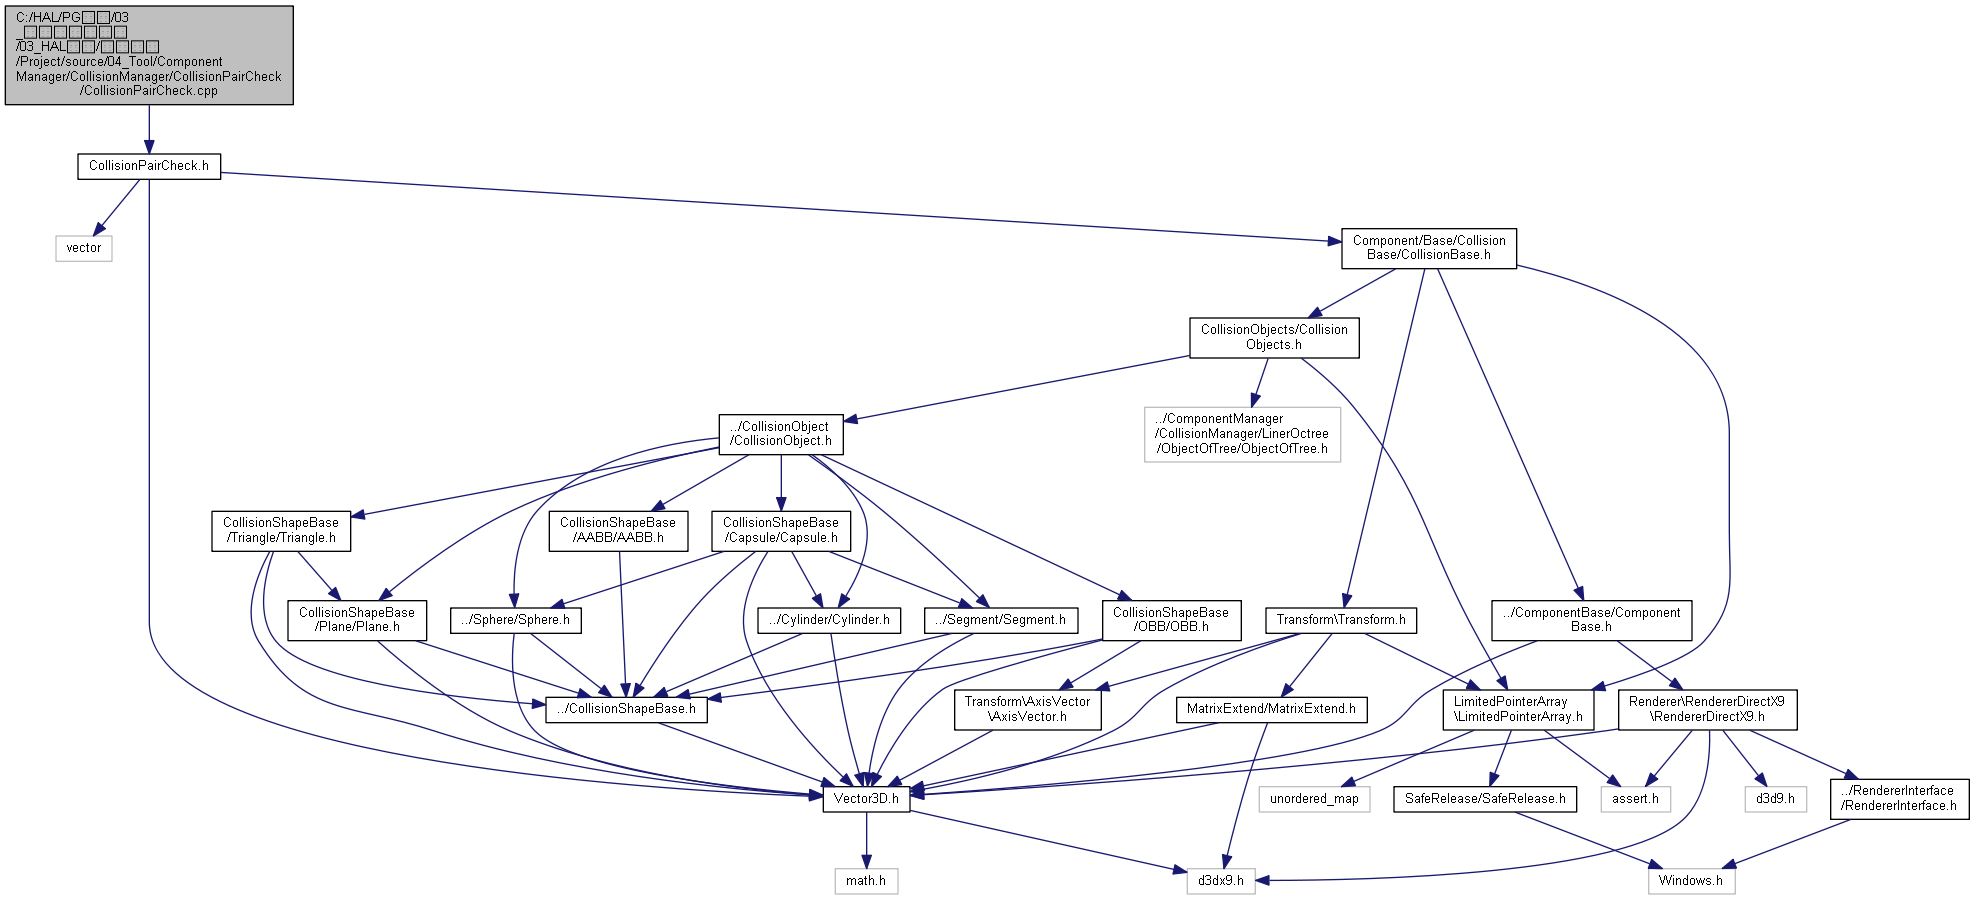 C:/HAL/PG/03
_
/03_HAL/
/Project/source/04_Tool/Component
Manager/CollisionManager/CollisionPairCheck
/CollisionPairCheck.cpp
CollisionPairCheck.h
vector
Component/Base/Collision
Base/CollisionBase.h
CollisionObjects/Collision
Objects.h
../CollisionObject
/CollisionObject.h
../ComponentManager
/CollisionManager/LinerOctree
/ObjectOfTree/ObjectOfTree.h
CollisionShapeBase
/Triangle/Triangle.h
CollisionShapeBase
/AABB/AABB.h
CollisionShapeBase
/Capsule/Capsule.h
CollisionShapeBase
/Plane/Plane.h
../Sphere/Sphere.h
../Cylinder/Cylinder.h
../Segment/Segment.h
CollisionShapeBase
/OBB/OBB.h
Transform\Transform.h
../ComponentBase/Component
Base.h
../CollisionShapeBase.h
Transform\AxisVector
\AxisVector.h
MatrixExtend/MatrixExtend.h
LimitedPointerArray
\LimitedPointerArray.h
Renderer\RendererDirectX9
\RendererDirectX9.h
Vector3D.h
unordered_map
SafeRelease/SafeRelease.h
assert.h
d3d9.h
../RendererInterface
/RendererInterface.h
math.h
d3dx9.h
Windows.h